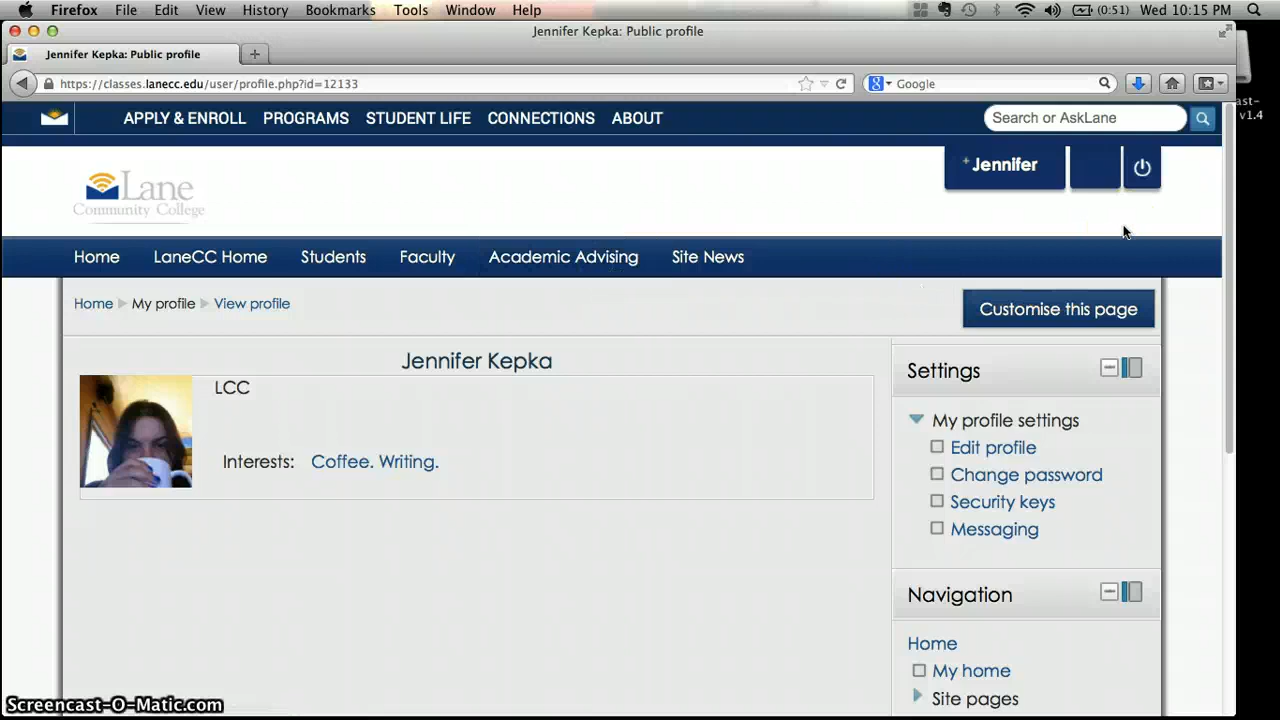 Firefox File Edit View History Bookmarks Tools Window Help (0:51) Wed 10:15 PM
Jennifer Kepka: Public profile
Jennifer Kepka: Public profile
https://classes.lanecc.edu/user/profile.php?id=12133 Google
APPLY & ENROLL PROGRAMS STUDENT LIFE CONNECTIONS ABOUT Search or AskLane
v1.4
+ Jennifer
Lane
Community College
Home LaneCC Home Students Faculty Academic Advising Site News
Home My profile View profile
Customise this page
Jennifer Kepka
LCC
Interests: Coffee. Writing.
Settings
My profile settings
Edit profile
Change password
Security keys
Messaging
Navigation
Home
My home
Site pages
Screencast-O-Matic.com